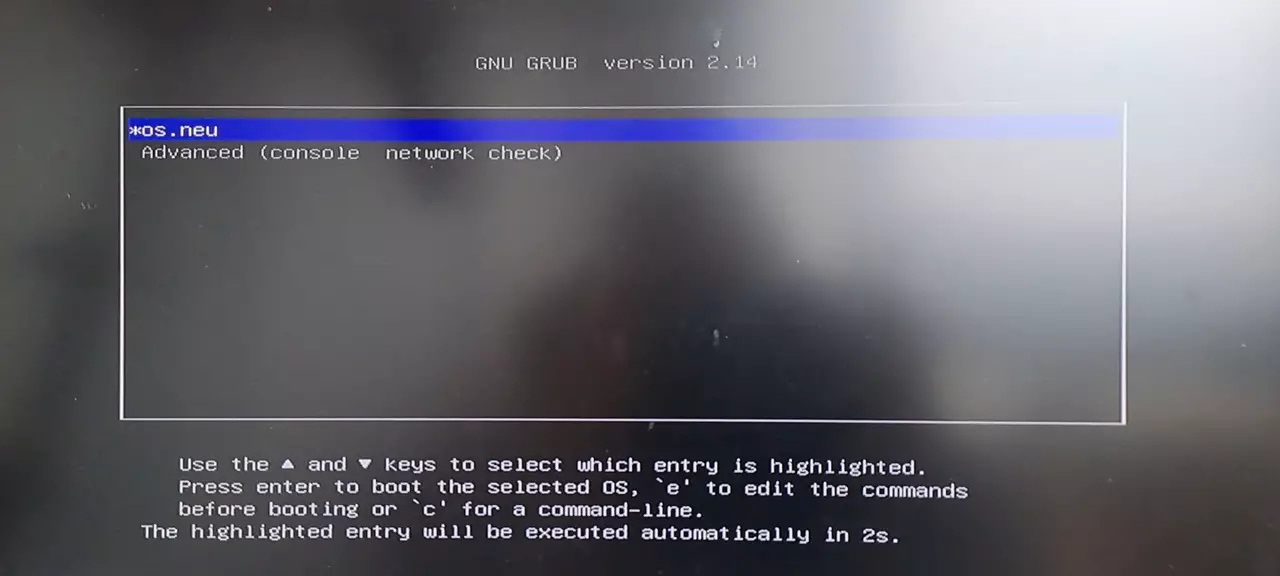 GNU GRUB  version 2.14
*os.neu
Advanced (console  network check)
Use the ▲ and ▼ keys to select which entry is highlighted.
Press enter to boot the selected OS, `e' to edit the commands
before booting or `c' for a command-line.
The highlighted entry will be executed automatically in 2s.